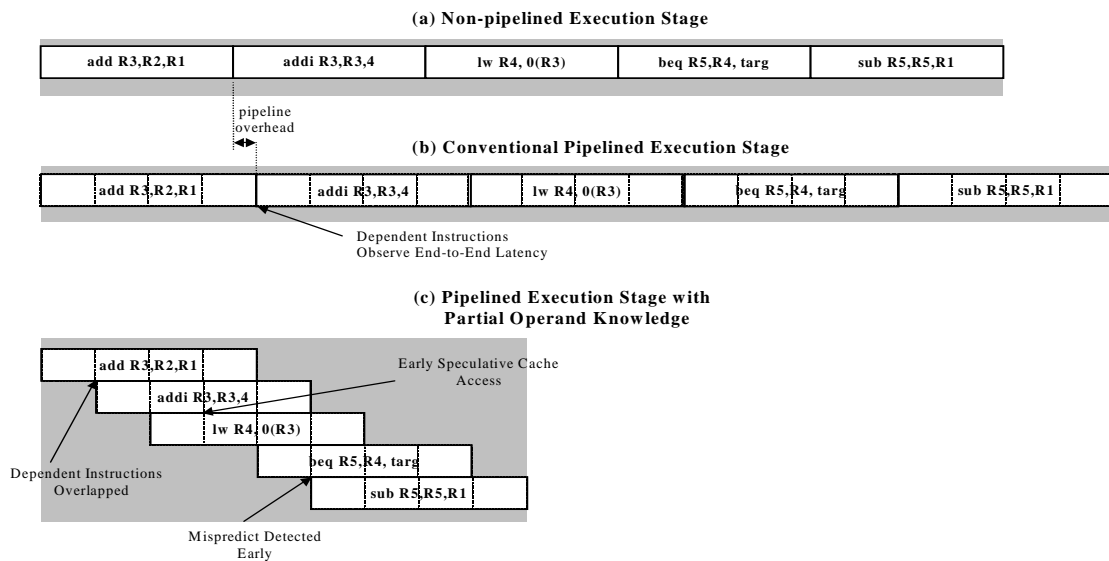 (a) Non-pipelined Execution Stage
add R3,R2,R1
addi R3,R3,4
lw R4, 0(R3)
beq R5,R4, targ
sub R5,R5,R1
pipeline
overhead
(b) Conventional Pipelined Execution Stage
add R3,R2,R1
addi R3,R3,4
lw R4, 0(R3)
beq R5,R4, targ
sub R5,R5,R1
Dependent Instructions
Observe End-to-End Latency
(c) Pipelined Execution Stage with
Partial Operand Knowledge
add R3,R2,R1
Early Speculative Cache
Access
addi R3,R3,4
lw R4, 0(R3)
beq R5,R4, targ
Dependent Instructions
Overlapped
sub R5,R5,R1
Mispredict Detected
Early